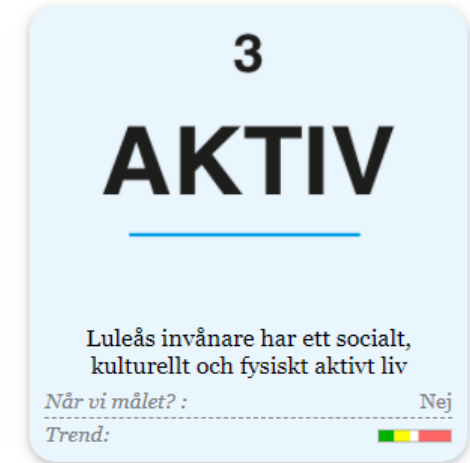 3
AKTIV
Luleås invånare har ett socialt,
kulturellt och fysiskt aktivt liv
Når vi målet? : Nej
Trend: